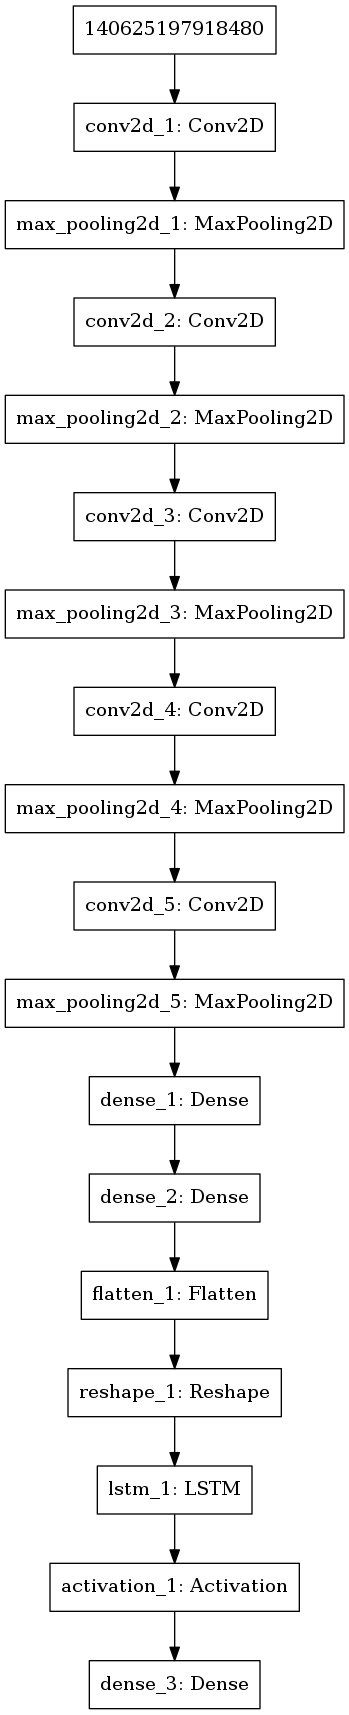 140625197918480
conv2d_1: Conv2D
max_pooling2d_1: MaxPooling2D
conv2d_2: Conv2D
max_pooling2d_2: MaxPooling2D
conv2d_3: Conv2D
max_pooling2d_3: MaxPooling2D
conv2d_4: Conv2D
max_pooling2d_4: MaxPooling2D
conv2d_5: Conv2D
max_pooling2d_5: MaxPooling2D
dense_1: Dense
dense_2: Dense
flatten_1: Flatten
reshape_1: Reshape
lstm_1: LSTM
activation_1: Activation
dense_3: Dense